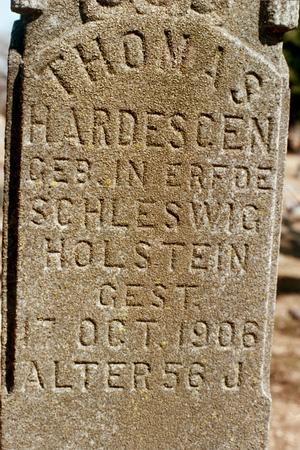 THOMAS
HARDESCEN
GEB. IN ERFDE
SCHLESWIG
HOLSTEIN
GEST.
17 OCT. 1906
ALTER 56 J.